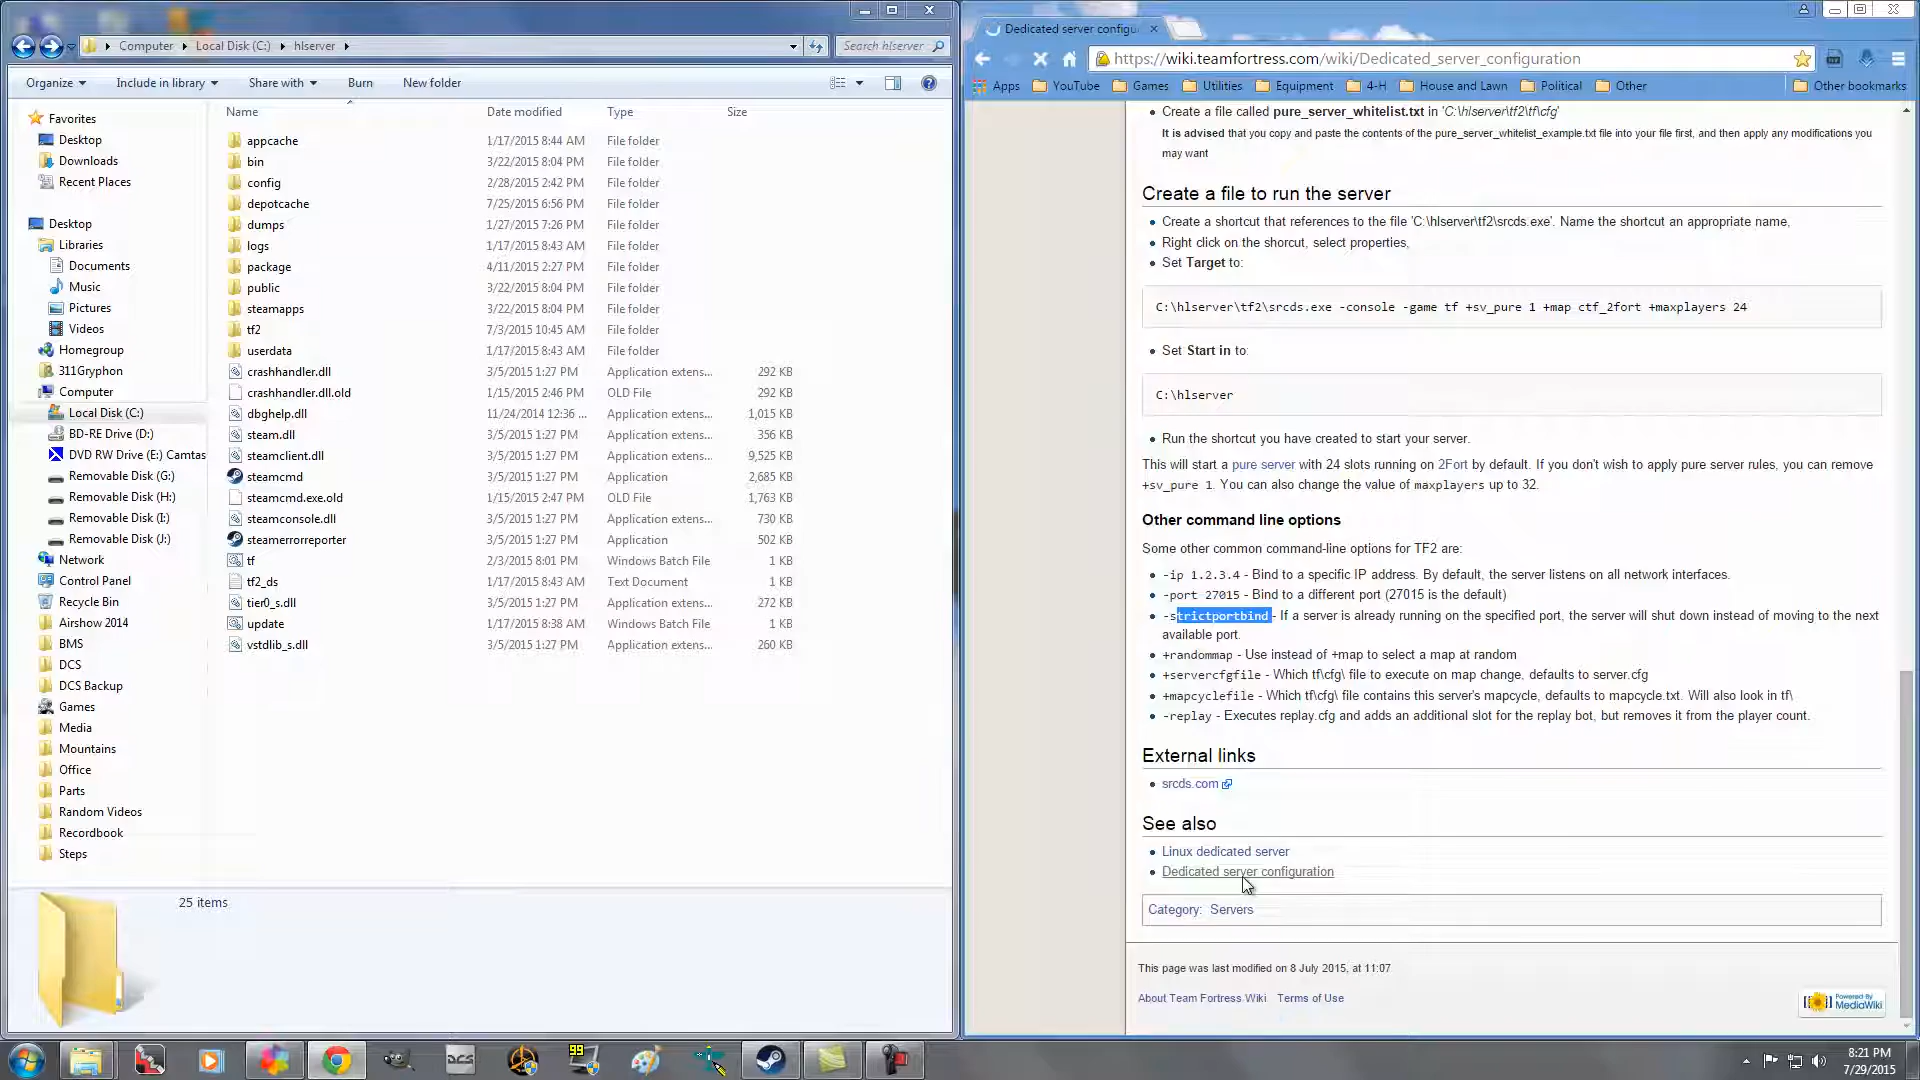 Computer ▸ Local Disk (C:) ▸ hlserver ▸
Search hlserver
Organize
Include in library
Share with
Burn
New folder
Name
Date modified
Type
Size
Favorites
Desktop
Downloads
Recent Places
Desktop
Libraries
Documents
Music
Pictures
Videos
Homegroup
311Gryphon
Computer
Local Disk (C:)
BD-RE Drive (D:)
DVD RW Drive (E:) Camtas
Removable Disk (G:)
Removable Disk (H:)
Removable Disk (I:)
Removable Disk (J:)
Network
Control Panel
Recycle Bin
Airshow 2014
BMS
DCS
DCS Backup
Games
Media
Mountains
Office
Parts
Random Videos
Recordbook
Steps
appcache 1/17/2015 8:44 AM File folder
bin 3/22/2015 8:04 PM File folder
config 2/28/2015 2:42 PM File folder
depotcache 7/25/2015 6:56 PM File folder
dumps 1/27/2015 7:26 PM File folder
logs 1/17/2015 8:43 AM File folder
package 4/11/2015 2:27 PM File folder
public 3/22/2015 8:04 PM File folder
steamapps 3/22/2015 8:04 PM File folder
tf2 7/3/2015 10:45 AM File folder
userdata 1/17/2015 8:43 AM File folder
crashhandler.dll 3/5/2015 1:27 PM Application extens... 292 KB
crashhandler.dll.old 1/15/2015 2:46 PM OLD File 292 KB
dbghelp.dll 11/24/2014 12:36 ... Application extens... 1,015 KB
steam.dll 3/5/2015 1:27 PM Application extens... 356 KB
steamclient.dll 3/5/2015 1:27 PM Application extens... 9,525 KB
steamcmd 3/5/2015 1:27 PM Application 2,685 KB
steamcmd.exe.old 1/15/2015 2:47 PM OLD File 1,763 KB
steamconsole.dll 3/5/2015 1:27 PM Application extens... 730 KB
steamerrorreporter 3/5/2015 1:27 PM Application 502 KB
tf 2/3/2015 8:01 PM Windows Batch File 1 KB
tf2_ds 1/17/2015 8:43 AM Text Document 1 KB
tier0_s.dll 3/5/2015 1:27 PM Application extens... 272 KB
update 1/17/2015 8:38 AM Windows Batch File 1 KB
vstdlib_s.dll 3/5/2015 1:27 PM Application extens... 260 KB
25 items
Dedicated server configu
https://wiki.teamfortress.com/wiki/Dedicated_server_configuration
Apps YouTube Games Utilities Equipment 4-H House and Lawn Political Other Other bookmarks
Create a file called pure_server_whitelist.txt in 'C:\hlserver\tf2\tf\cfg'
It is advised that you copy and paste the contents of the pure_server_whitelist_example.txt file into your file first, and then apply any modifications you
may want
Create a file to run the server
Create a shortcut that references to the file 'C:\hlserver\tf2\srcds.exe'. Name the shortcut an appropriate name,
Right click on the shorcut, select properties,
Set Target to:
C:\hlserver\tf2\srcds.exe -console -game tf +sv_pure 1 +map ctf_2fort +maxplayers 24
Set Start in to:
C:\hlserver
Run the shortcut you have created to start your server.
This will start a pure server with 24 slots running on 2Fort by default. If you don't wish to apply pure server rules, you can remove
+sv_pure 1. You can also change the value of maxplayers up to 32.
Other command line options
Some other common command-line options for TF2 are:
-ip 1.2.3.4 - Bind to a specific IP address. By default, the server listens on all network interfaces.
-port 27015 - Bind to a different port (27015 is the default)
-strictportbind - If a server is already running on the specified port, the server will shut down instead of moving to the next
available port.
+randommap - Use instead of +map to select a map at random
+servercfgfile - Which tf\cfg\ file to execute on map change, defaults to server.cfg
+mapcyclefile - Which tf\cfg\ file contains this server's mapcycle, defaults to mapcycle.txt. Will also look in tf\
-replay - Executes replay.cfg and adds an additional slot for the replay bot, but removes it from the player count.
External links
srcds.com
See also
Linux dedicated server
Dedicated server configuration
Category: Servers
This page was last modified on 8 July 2015, at 11:07
About Team Fortress Wiki Terms of Use
Powered By
MediaWiki
DCS
99
8:21 PM
7/29/2015